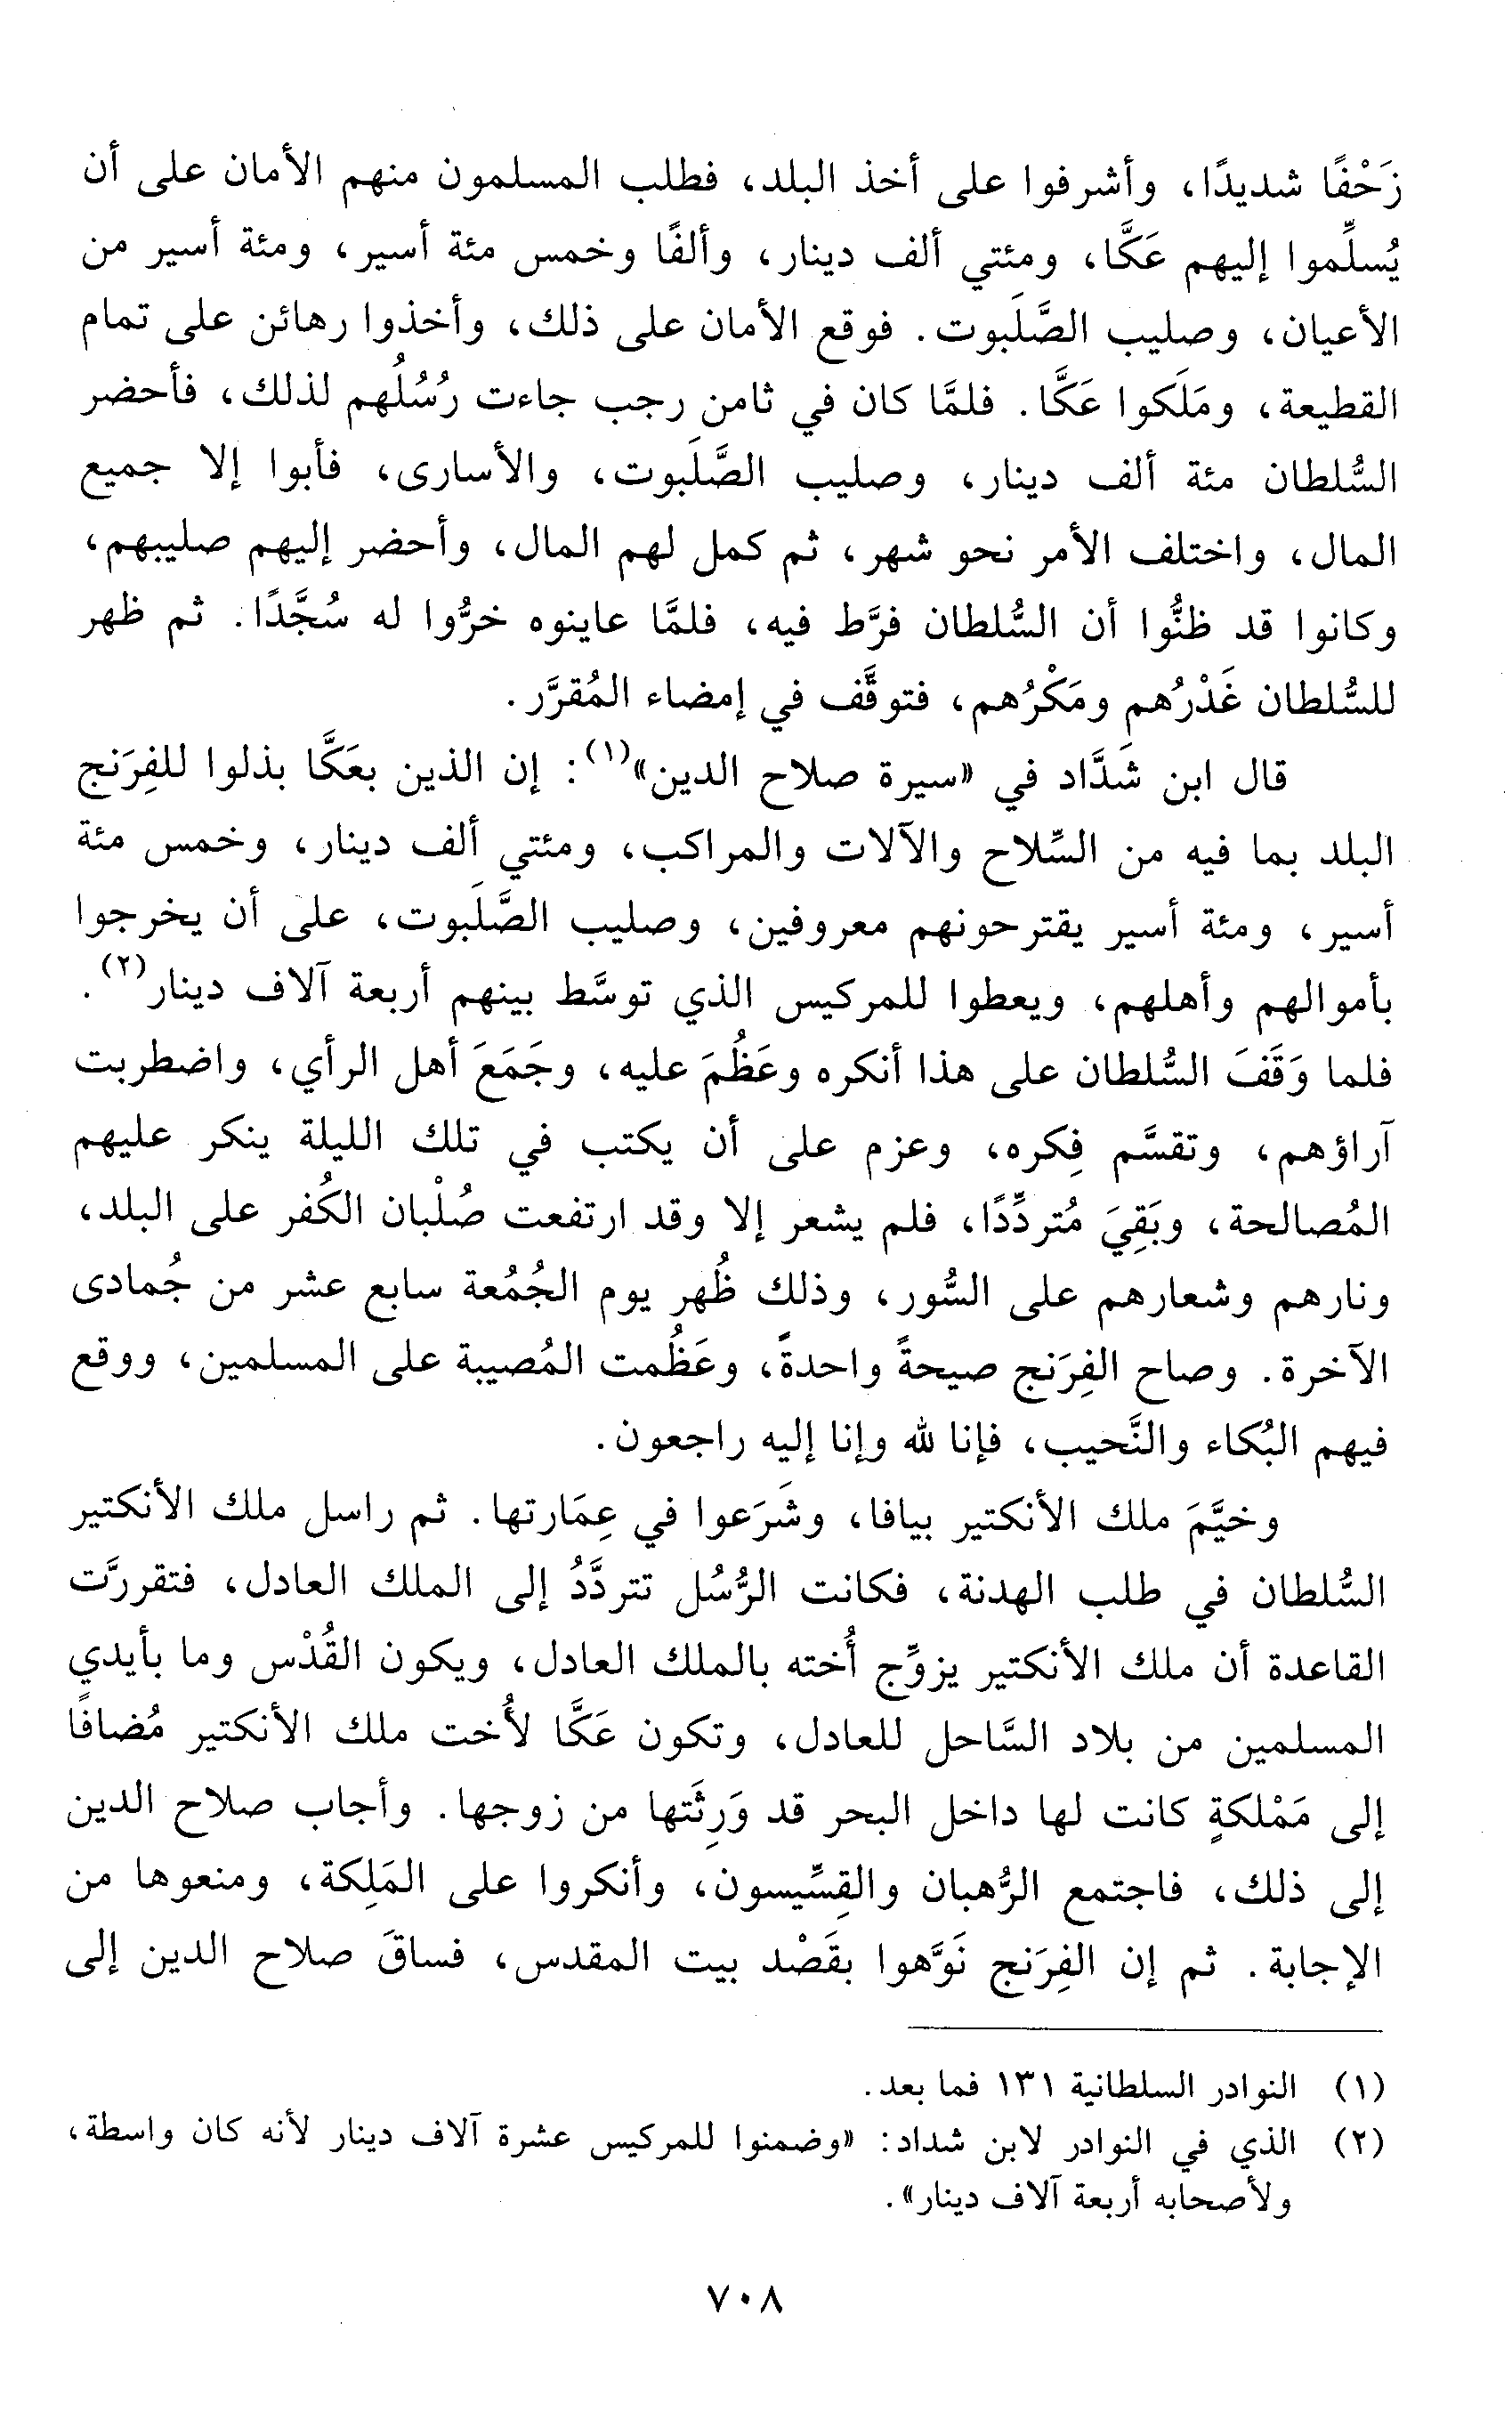 زَحْفًا شديدًا، وأشرفوا على أخذ البلد، فطلب المسلمون منهم الأمان على أن
يُسلِّموا إليهم عَكَّا، ومئتي ألف دينار، وألفًا وخمس مئة أسير، ومئة أسير من
الأعيان، وصليب الصَّلَبوت. فوقع الأمان على ذلك، وأخذوا رهائن على تمام
القطيعة، ومَلَكوا عَكَّا. فلمَّا كان في ثامن رجب جاءت رُسُلُهم لذلك، فأحضر
السُّلطان مئة ألف دينار، وصليب الصَّلَبوت، والأسارى، فأبوا إلا جميع
المال، واختلف الأمر نحو شهر، ثم كمل لهم المال، وأحضر إليهم صليبهم،
وكانوا قد ظنُّوا أن السُّلطان فرَّط فيه، فلمَّا عاينوه خرُّوا له سُجَّدًا. ثم ظهر
للسُّلطان غَدْرُهم ومَكْرُهم، فتوقَّف في إمضاء المُقرَّر.
قال ابن شَدَّاد في «سيرة صلاح الدين»(١): إن الذين بعَكَّا بذلوا للفِرَنج
البلد بما فيه من السِّلاح والآلات والمراكب، ومئتي ألف دينار، وخمس مئة
أسير، ومئة أسير يقترحونهم معروفين، وصليب الصَّلَبوت، على أن يخرجوا
بأموالهم وأهلهم، ويعطوا للمركيس الذي توسَّط بينهم أربعة آلاف دينار(٢).
فلما وَقَفَ السُّلطان على هذا أنكره وعَظُمَ عليه، وجَمَعَ أهل الرأي، واضطربت
آراؤهم، وتقسَّم فِكره، وعزم على أن يكتب في تلك الليلة ينكر عليهم
المُصالحة، وبَقِيَ مُتردِّدًا، فلم يشعر إلا وقد ارتفعت صُلْبان الكُفر على البلد،
ونارهم وشعارهم على السُّور، وذلك ظُهر يوم الجُمُعة سابع عشر من جُمادى
الآخرة. وصاح الفِرَنج صيحةً واحدةً، وعَظُمت المُصيبة على المسلمين، ووقع
فيهم البُكاء والنَّحيب، فإنا لله وإنا إليه راجعون.
وخيَّمَ ملك الأنكتير بيافا، وشَرَعوا في عِمَارتها. ثم راسل ملك الأنكتير
السُّلطان في طلب الهدنة، فكانت الرُّسُل تتردَّدُ إلى الملك العادل، فتقررَّت
القاعدة أن ملك الأنكتير يزوِّج أُخته بالملك العادل، ويكون القُدْس وما بأيدي
المسلمين من بلاد السَّاحل للعادل، وتكون عَكَّا لأُخت ملك الأنكتير مُضافًا
إلى مَمْلكةٍ كانت لها داخل البحر قد وَرِثَتها من زوجها. وأجاب صلاح الدين
إلى ذلك، فاجتمع الرُّهبان والقِسِّيسون، وأنكروا على المَلِكة، ومنعوها من
الإجابة. ثم إن الفِرَنج نَوَّهوا بقَصْد بيت المقدس، فساقَ صلاح الدين إلى
(١) النوادر السلطانية ١٣١ فما بعد.
(٢) الذي في النوادر لابن شداد: «وضمنوا للمركيس عشرة آلاف دينار لأنه كان واسطة،
ولأصحابه أربعة آلاف دينار».
٧٠٨